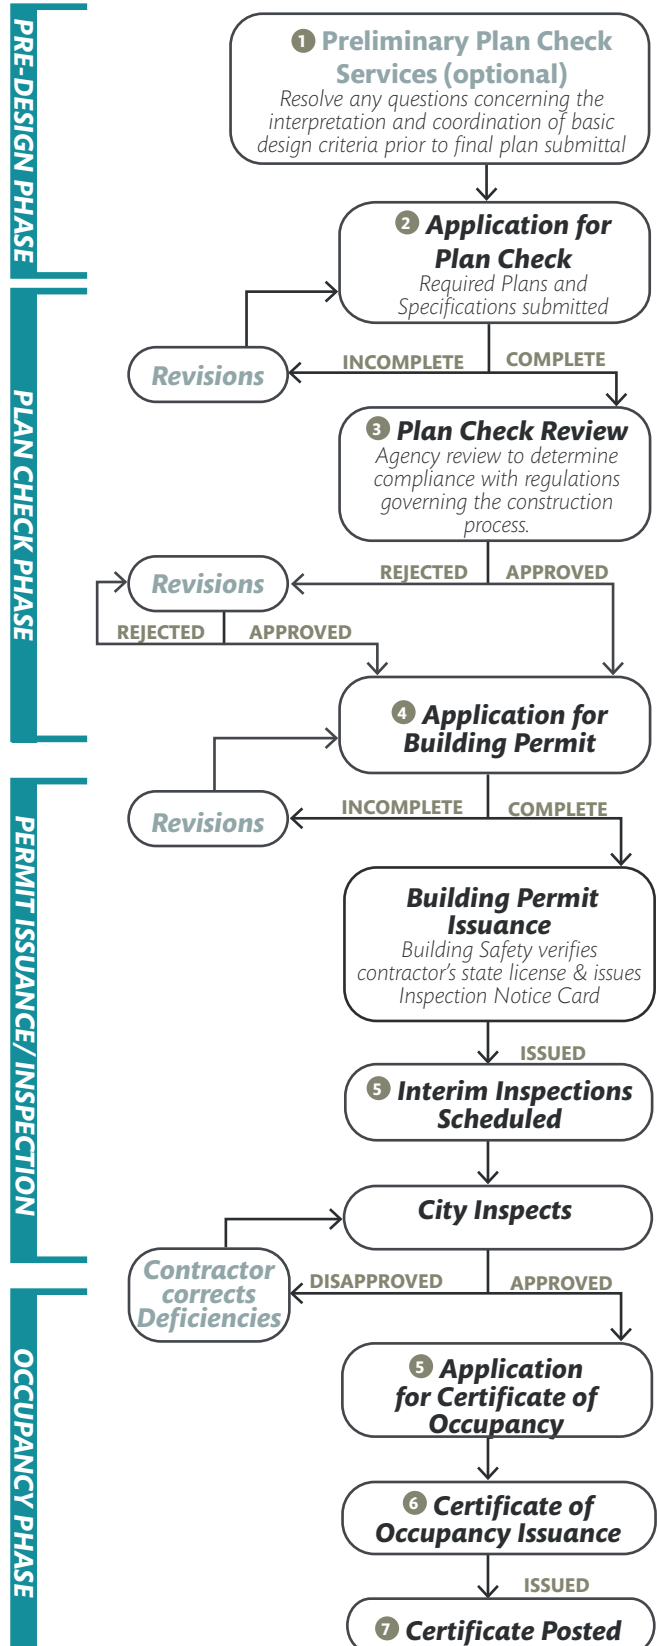 PRE-DESIGN PHASE
1 Preliminary Plan Check
Services (optional)
Resolve any questions concerning the
interpretation and coordination of basic
design criteria prior to final plan submittal
2 Application for
Plan Check
Required Plans and
Specifications submitted
PLAN CHECK PHASE
INCOMPLETE
COMPLETE
Revisions
3 Plan Check Review
Agency review to determine
compliance with regulations
governing the construction
process.
REJECTED
APPROVED
Revisions
REJECTED
APPROVED
4 Application for
Building Permit
PERMIT ISSUANCE/ INSPECTION
INCOMPLETE
COMPLETE
Revisions
Building Permit
Issuance
Building Safety verifies
contractor's state license & issues
Inspection Notice Card
ISSUED
5 Interim Inspections
Scheduled
City Inspects
DISAPPROVED
APPROVED
Contractor
corrects
Deficiencies
OCCUPANCY PHASE
5 Application
for Certificate of
Occupancy
6 Certificate of
Occupancy Issuance
ISSUED
7 Certificate Posted